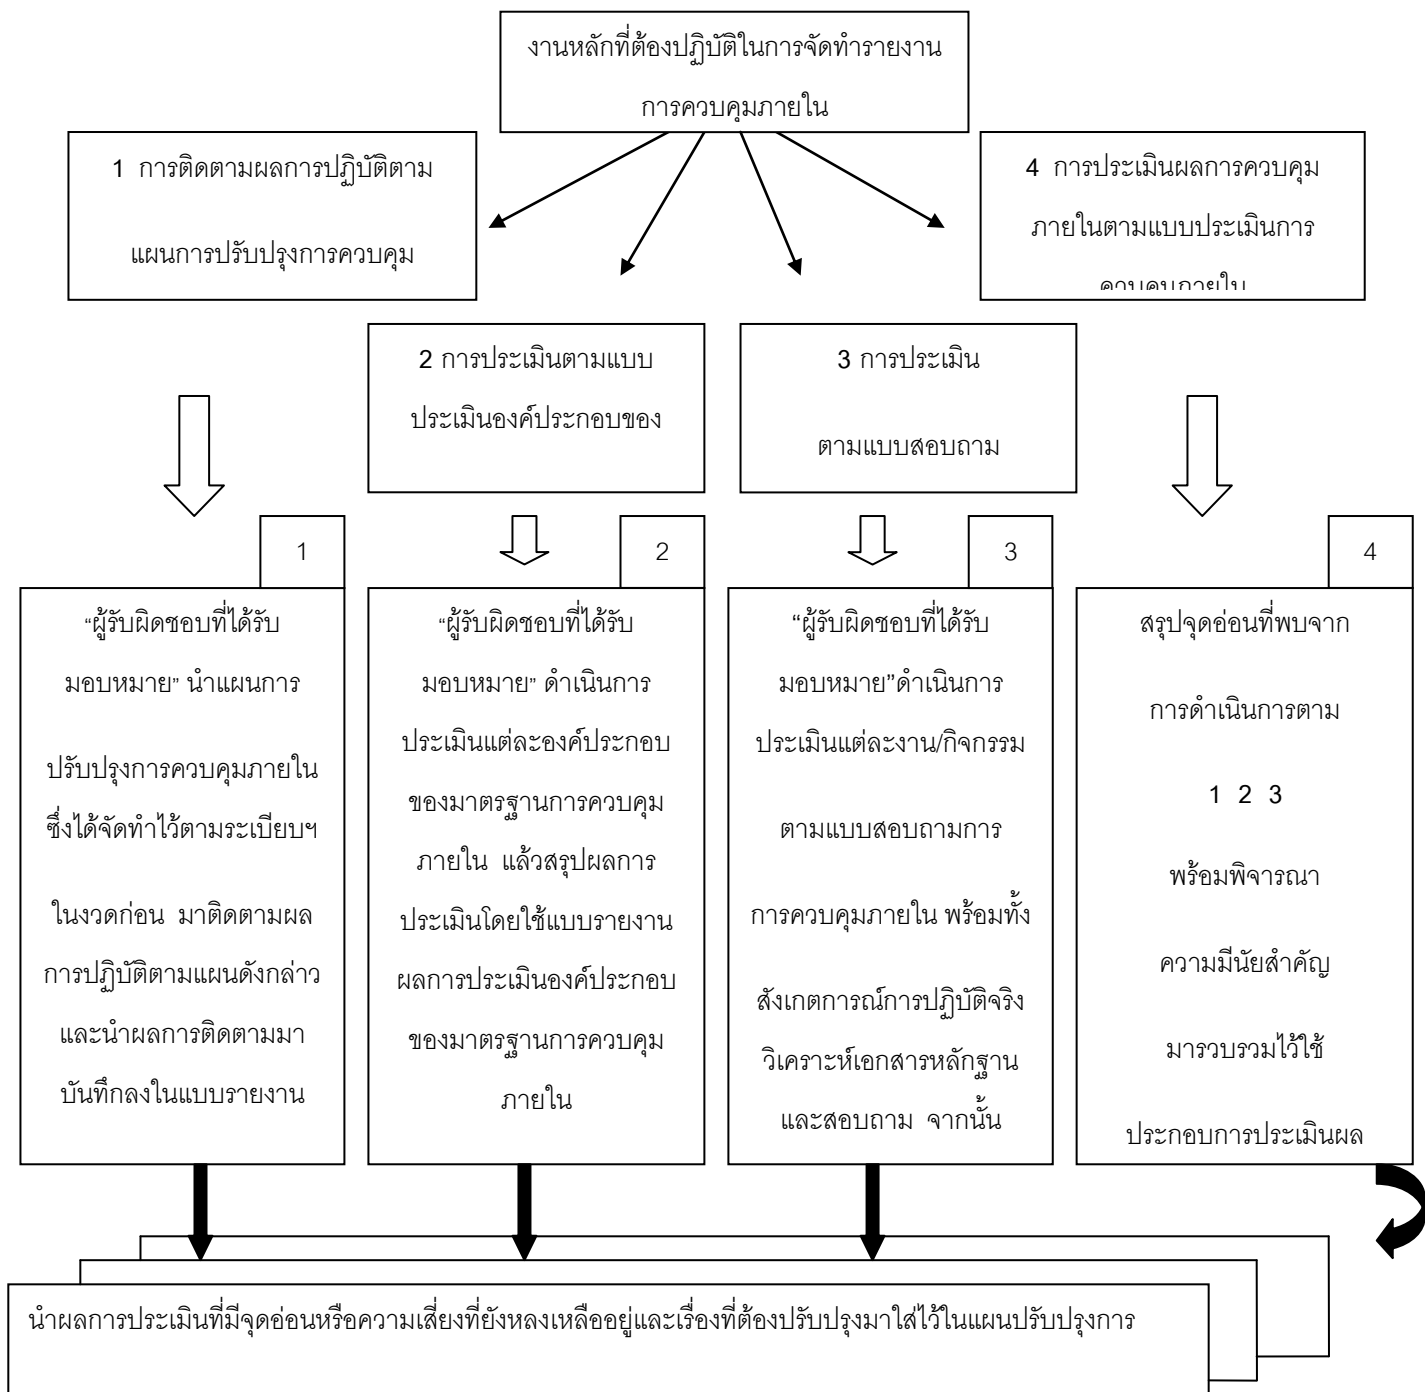 งานหลักที่ต้องปฏิบัติในการจัดทำรายงาน
การควบคุมภายใน
1 การติดตามผลการปฏิบัติตาม
แผนการปรับปรุงการควบคุม
4 การประเมินผลการควบคุม
ภายในตามแบบประเมินการ
ควบคุมภายใน
2 การประเมินตามแบบ
ประเมินองค์ประกอบของ
3 การประเมิน
ตามแบบสอบถาม
1
“ผู้รับผิดชอบที่ได้รับ
มอบหมาย” นำแผนการ
ปรับปรุงการควบคุมภายใน
ซึ่งได้จัดทำไว้ตามระเบียบฯ
ในงวดก่อน มาติดตามผล
การปฏิบัติตามแผนดังกล่าว
และนำผลการติดตามมา
บันทึกลงในแบบรายงาน
2
“ผู้รับผิดชอบที่ได้รับ
มอบหมาย” ดำเนินการ
ประเมินแต่ละองค์ประกอบ
ของมาตรฐานการควบคุม
ภายใน แล้วสรุปผลการ
ประเมินโดยใช้แบบรายงาน
ผลการประเมินองค์ประกอบ
ของมาตรฐานการควบคุม
ภายใน
3
“ผู้รับผิดชอบที่ได้รับ
มอบหมาย”ดำเนินการ
ประเมินแต่ละงาน/กิจกรรม
ตามแบบสอบถามการ
การควบคุมภายใน พร้อมทั้ง
สังเกตการณ์การปฏิบัติจริง
วิเคราะห์เอกสารหลักฐาน
และสอบถาม จากนั้น
4
สรุปจุดอ่อนที่พบจาก
การดำเนินการตาม
1 2 3
พร้อมพิจารณา
ความมีนัยสำคัญ
มารวบรวมไว้ใช้
ประกอบการประเมินผล
นำผลการประเมินที่มีจุดอ่อนหรือความเสี่ยงที่ยังหลงเหลืออยู่และเรื่องที่ต้องปรับปรุงมาใส่ไว้ในแผนปรับปรุงการ